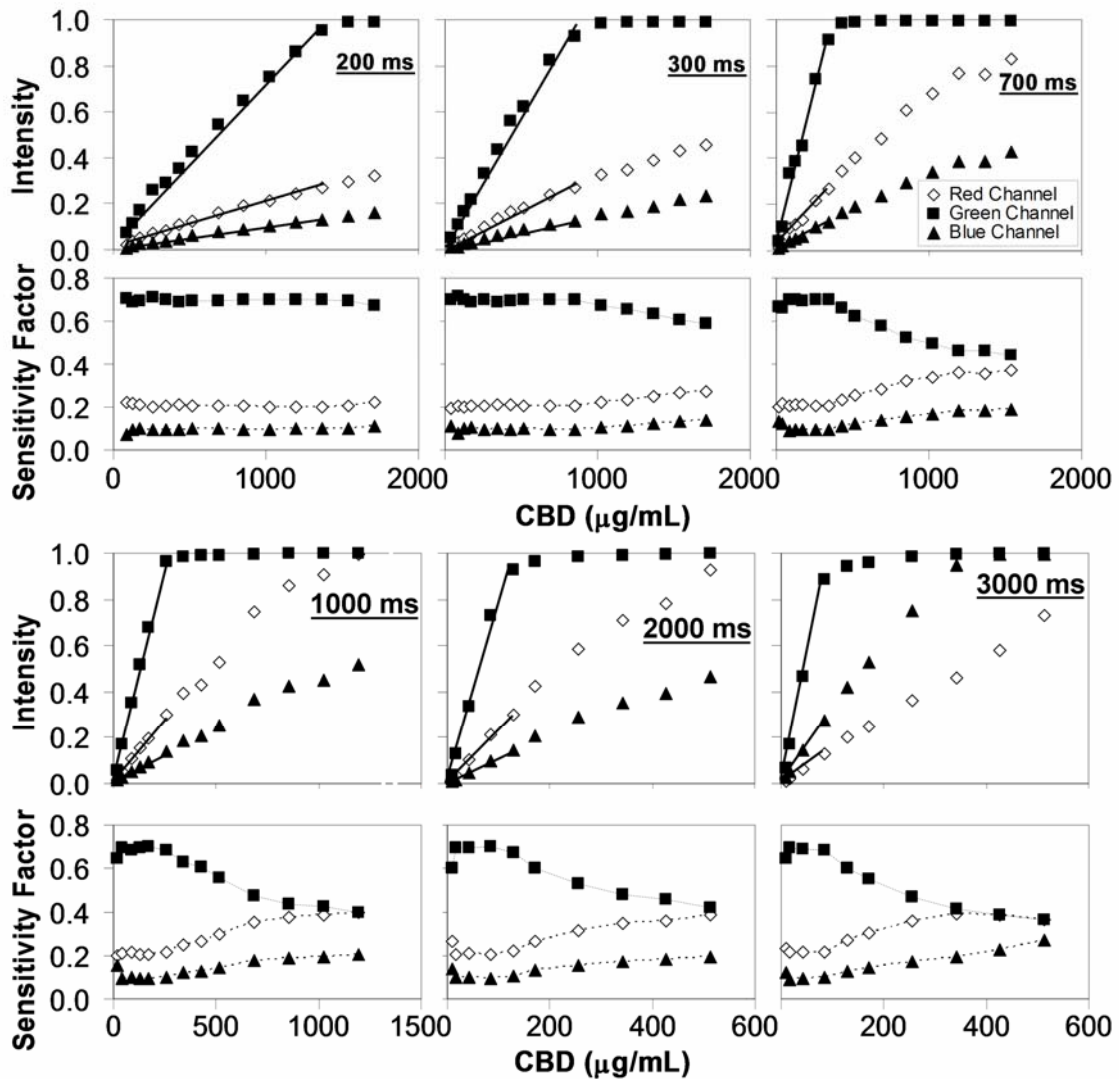 Intensity
1.0
0.8
0.6
0.4
0.2
0.0
200 ms
300 ms
700 ms
Red Channel
Green Channel
Blue Channel
Sensitivity Factor
0.8
0.6
0.4
0.2
0.0
0 1000 2000
0 1000 2000
0 1000 2000
CBD (μg/mL)
Intensity
1.0
0.8
0.6
0.4
0.2
0.0
1000 ms
2000 ms
3000 ms
Sensitivity Factor
0.8
0.6
0.4
0.2
0.0
0 500 1000 1500
0 200 400 600
0 200 400 600
CBD (μg/mL)